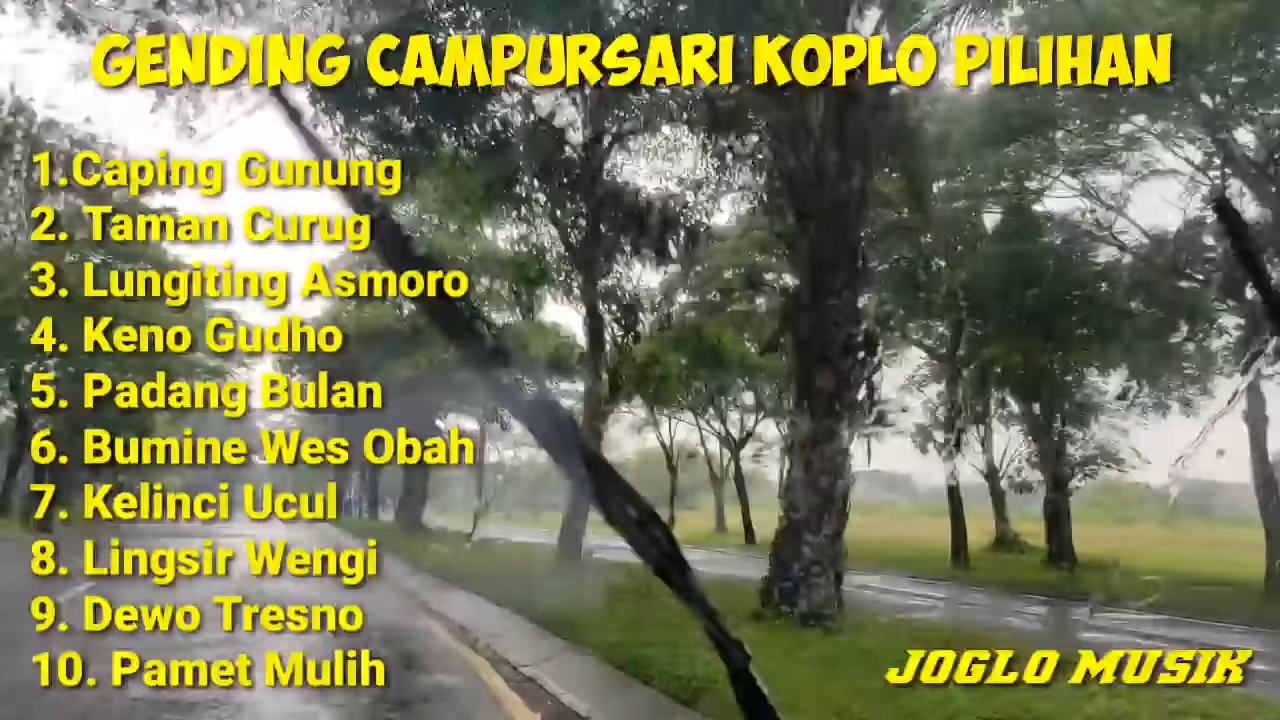 GENDING CAMPURSARI KOPLO PILIHAN
1.Caping Gunung
2. Taman Curug
3. Lungiting Asmoro
4. Keno Gudho
5. Padang Bulan
6. Bumine Wes Obah
7. Kelinci Ucul
8. Lingsir Wengi
9. Dewo Tresno
10. Pamet Mulih
JOGLO MUSIK